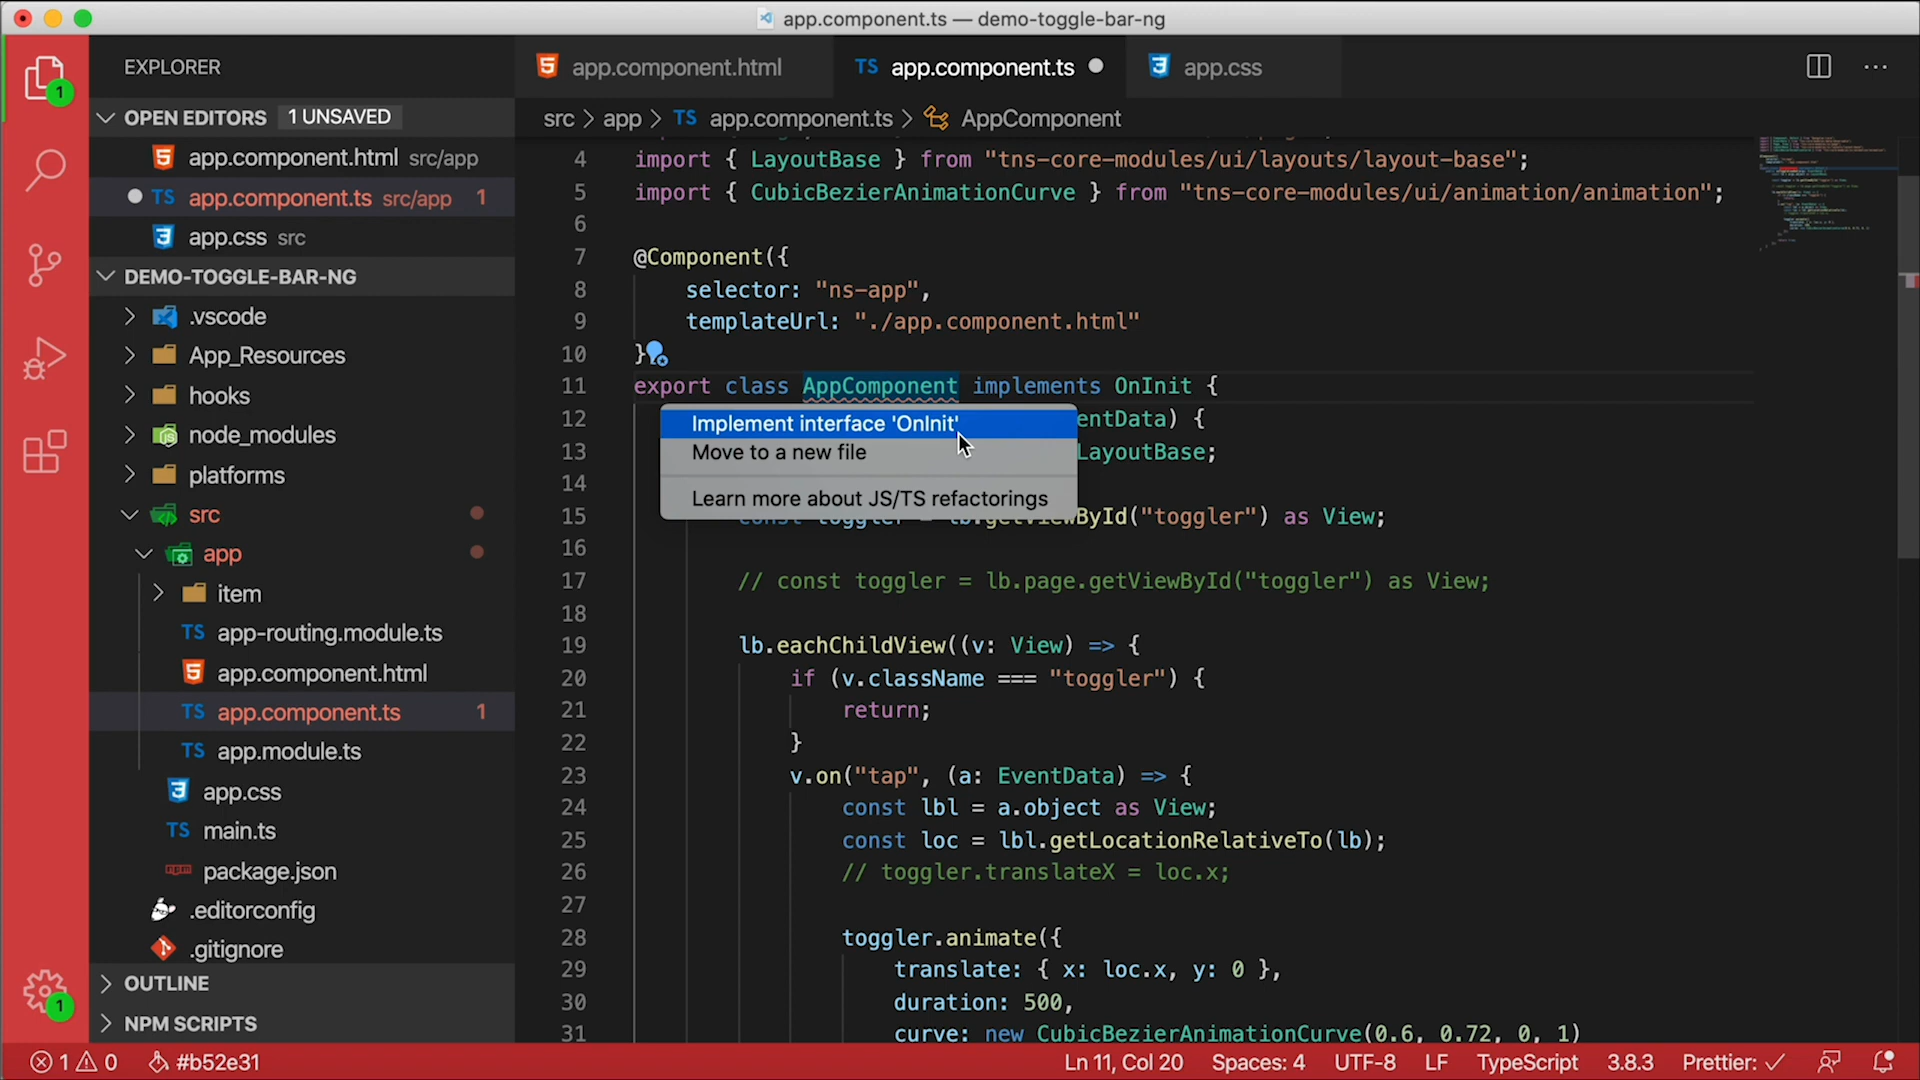 app.component.ts — demo-toggle-bar-ng
EXPLORER
OPEN EDITORS 1 UNSAVED
app.component.html src/app
TS app.component.ts src/app 1
app.css src
DEMO-TOGGLE-BAR-NG
.vscode
App_Resources
hooks
node_modules
platforms
src
app
item
TS app-routing.module.ts
app.component.html
TS app.component.ts 1
TS app.module.ts
app.css
TS main.ts
package.json
.editorconfig
.gitignore
OUTLINE
NPM SCRIPTS
1
1
app.component.html
TS app.component.ts
app.css
src > app > TS app.component.ts > AppComponent
4 import { LayoutBase } from "tns-core-modules/ui/layouts/layout-base";
5 import { CubicBezierAnimationCurve } from "tns-core-modules/ui/animation/animation";
6
7 @Component({
8 selector: "ns-app",
9 templateUrl: "./app.component.html"
10 }
11 export class AppComponent implements OnInit {
12 entData) {
13 LayoutBase;
14
15 const toggler = lb.getViewById("toggler") as View;
16
17 // const toggler = lb.page.getViewById("toggler") as View;
18
19 lb.eachChildView((v: View) => {
20 if (v.className === "toggler") {
21 return;
22 }
23 v.on("tap", (a: EventData) => {
24 const lbl = a.object as View;
25 const loc = lbl.getLocationRelativeTo(lb);
26 // toggler.translateX = loc.x;
27
28 toggler.animate({
29 translate: { x: loc.x, y: 0 },
30 duration: 500,
31 curve: new CubicBezierAnimationCurve(0.6, 0.72, 0, 1)
Implement interface 'OnInit'
Move to a new file
Learn more about JS/TS refactorings
1 0 #b52e31
Ln 11, Col 20 Spaces: 4 UTF-8 LF TypeScript 3.8.3 Prettier: ✓